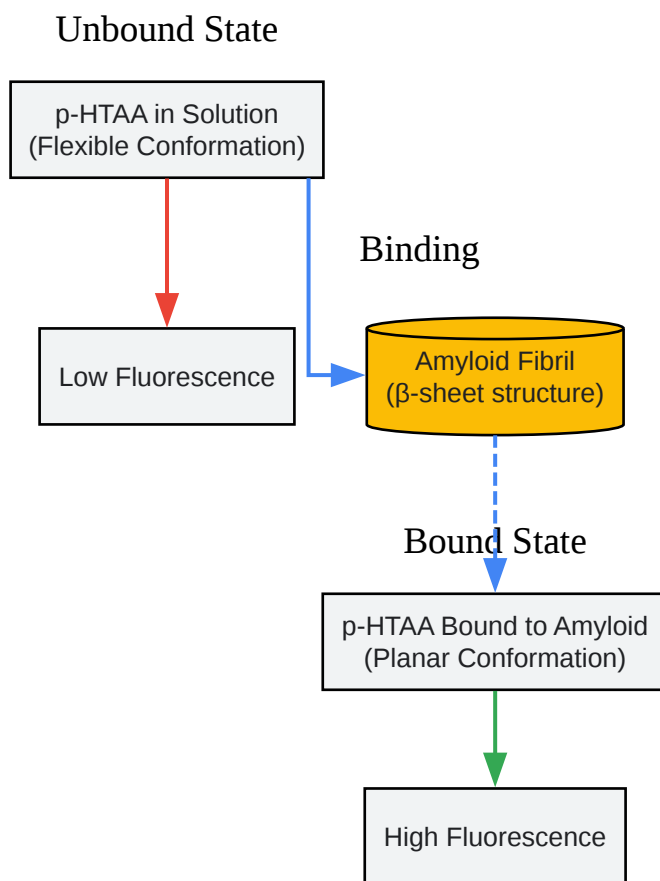 Unbound State
p-HTAA in Solution
(Flexible Conformation)
Binding
Low Fluorescence
Amyloid Fibril
(β-sheet structure)
Bound State
p-HTAA Bound to Amyloid
(Planar Conformation)
High Fluorescence